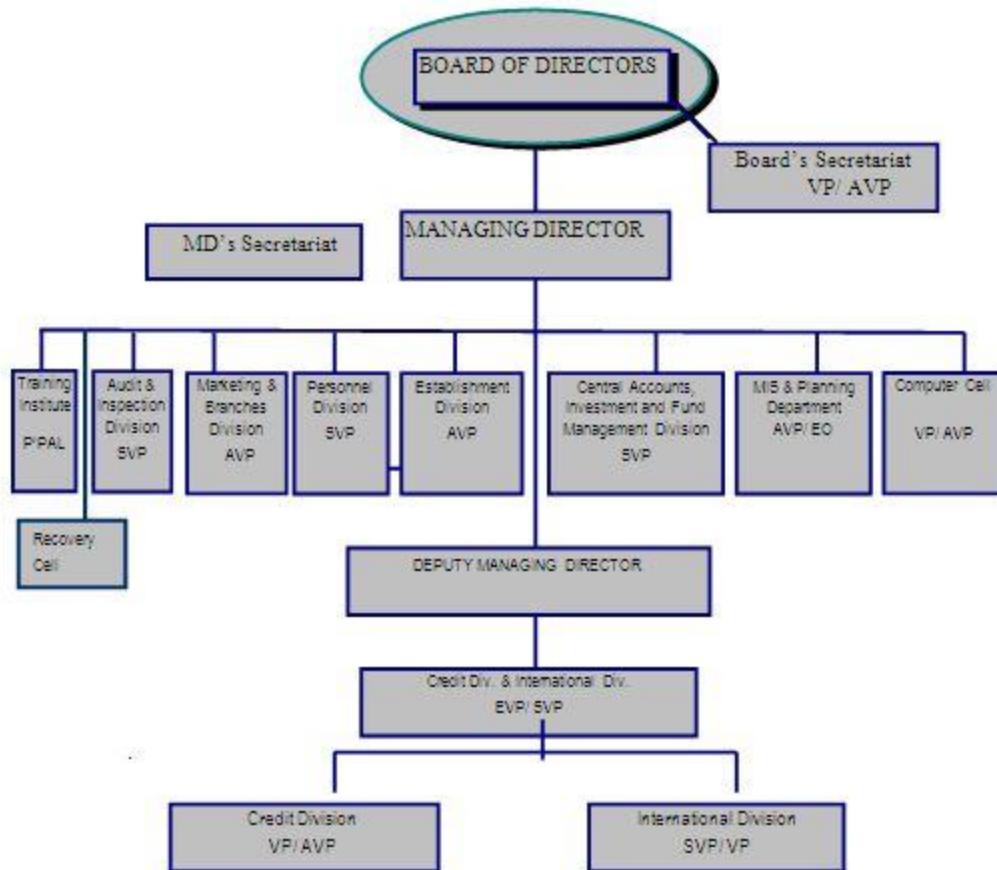 BOARD OF DIRECTORS
Board's Secretariat
VP/ AVP
MD's Secretariat
MANAGING DIRECTOR
Training
Institute
P'PAL
Audit &
Inspection
Division
SVP
Marketing &
Branches
Division
AVP
Personnel
Division
SVP
Establishment
Division
AVP
Central Accounts,
Investment and Fund
Management Division
SVP
MIS & Planning
Department
AVP/ EO
Computer Cell
VP/ AVP
Recovery
Cell
DEPUTY MANAGING DIRECTOR
Credit Div. & International Div.
EVP/ SVP
Credit Division
VP/ AVP
International Division
SVP/ VP